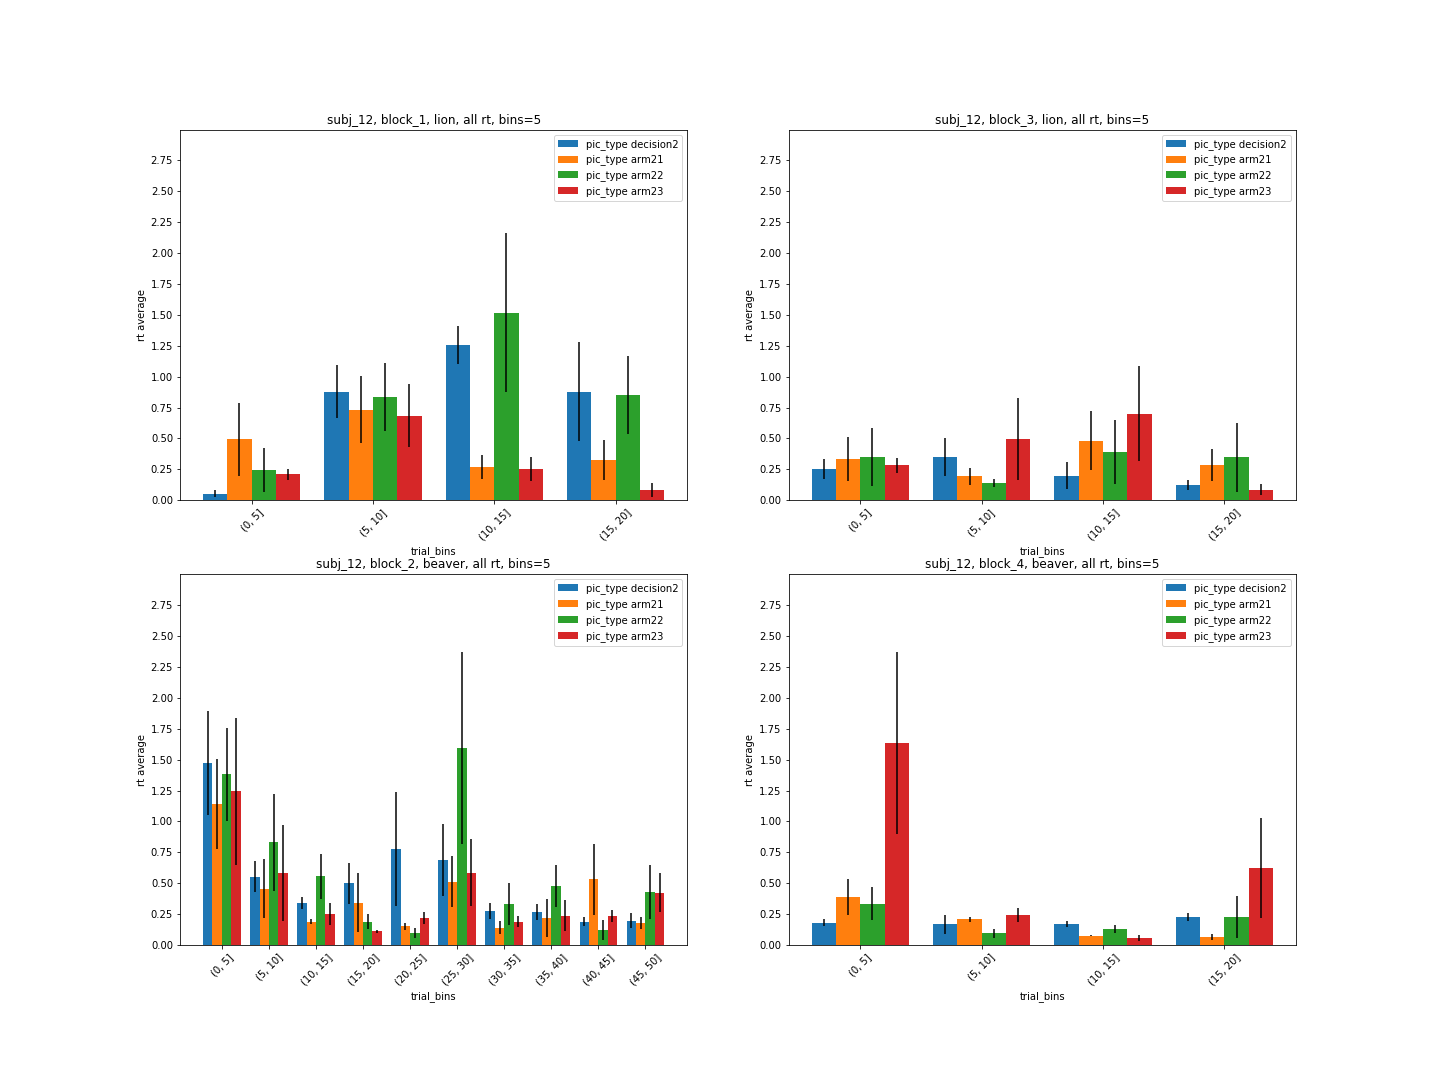 subj_12, block_1, lion, all rt, bins=5
pic_type decision2
pic_type arm21
pic_type arm22
pic_type arm23
2.75
2.50
2.25
2.00
1.75
1.50
1.25
1.00
0.75
0.50
0.25
0.00
rt average
(0, 5]
(5, 10]
(10, 15]
(15, 20]
trial_bins
subj_12, block_3, lion, all rt, bins=5
pic_type decision2
pic_type arm21
pic_type arm22
pic_type arm23
2.75
2.50
2.25
2.00
1.75
1.50
1.25
1.00
0.75
0.50
0.25
0.00
rt average
(0, 5]
(5, 10]
(10, 15]
(15, 20]
trial_bins
subj_12, block_2, beaver, all rt, bins=5
pic_type decision2
pic_type arm21
pic_type arm22
pic_type arm23
2.75
2.50
2.25
2.00
1.75
1.50
1.25
1.00
0.75
0.50
0.25
0.00
rt average
(0, 5]
(5, 10]
(10, 15]
(15, 20]
(20, 25]
(25, 30]
(30, 35]
(35, 40]
(40, 45]
(45, 50]
trial_bins
subj_12, block_4, beaver, all rt, bins=5
pic_type decision2
pic_type arm21
pic_type arm22
pic_type arm23
2.75
2.50
2.25
2.00
1.75
1.50
1.25
1.00
0.75
0.50
0.25
0.00
rt average
(0, 5]
(5, 10]
(10, 15]
(15, 20]
trial_bins